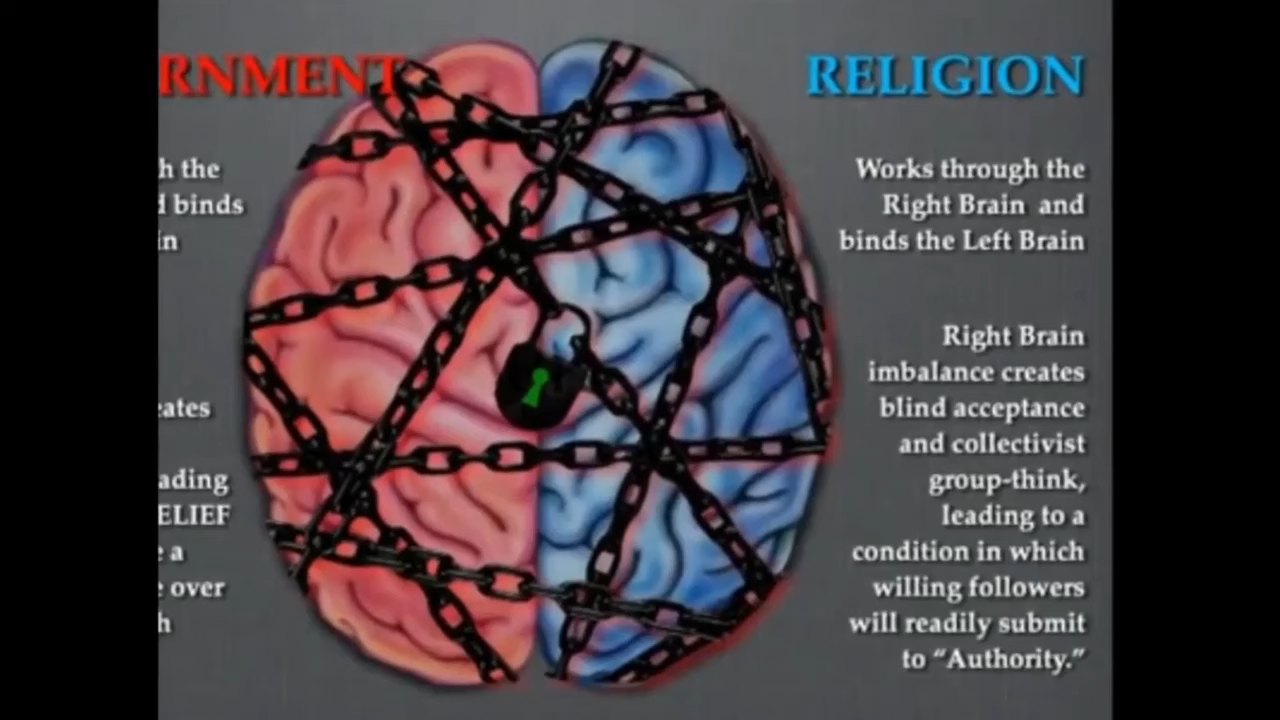 RNMENT
h the
d binds
in
eates
ading
ELIEF
e a
e over
h
RELIGION
Works through the
Right Brain and
binds the Left Brain
Right Brain
imbalance creates
blind acceptance
and collectivist
group-think,
leading to a
condition in which
willing followers
will readily submit
to “Authority.”